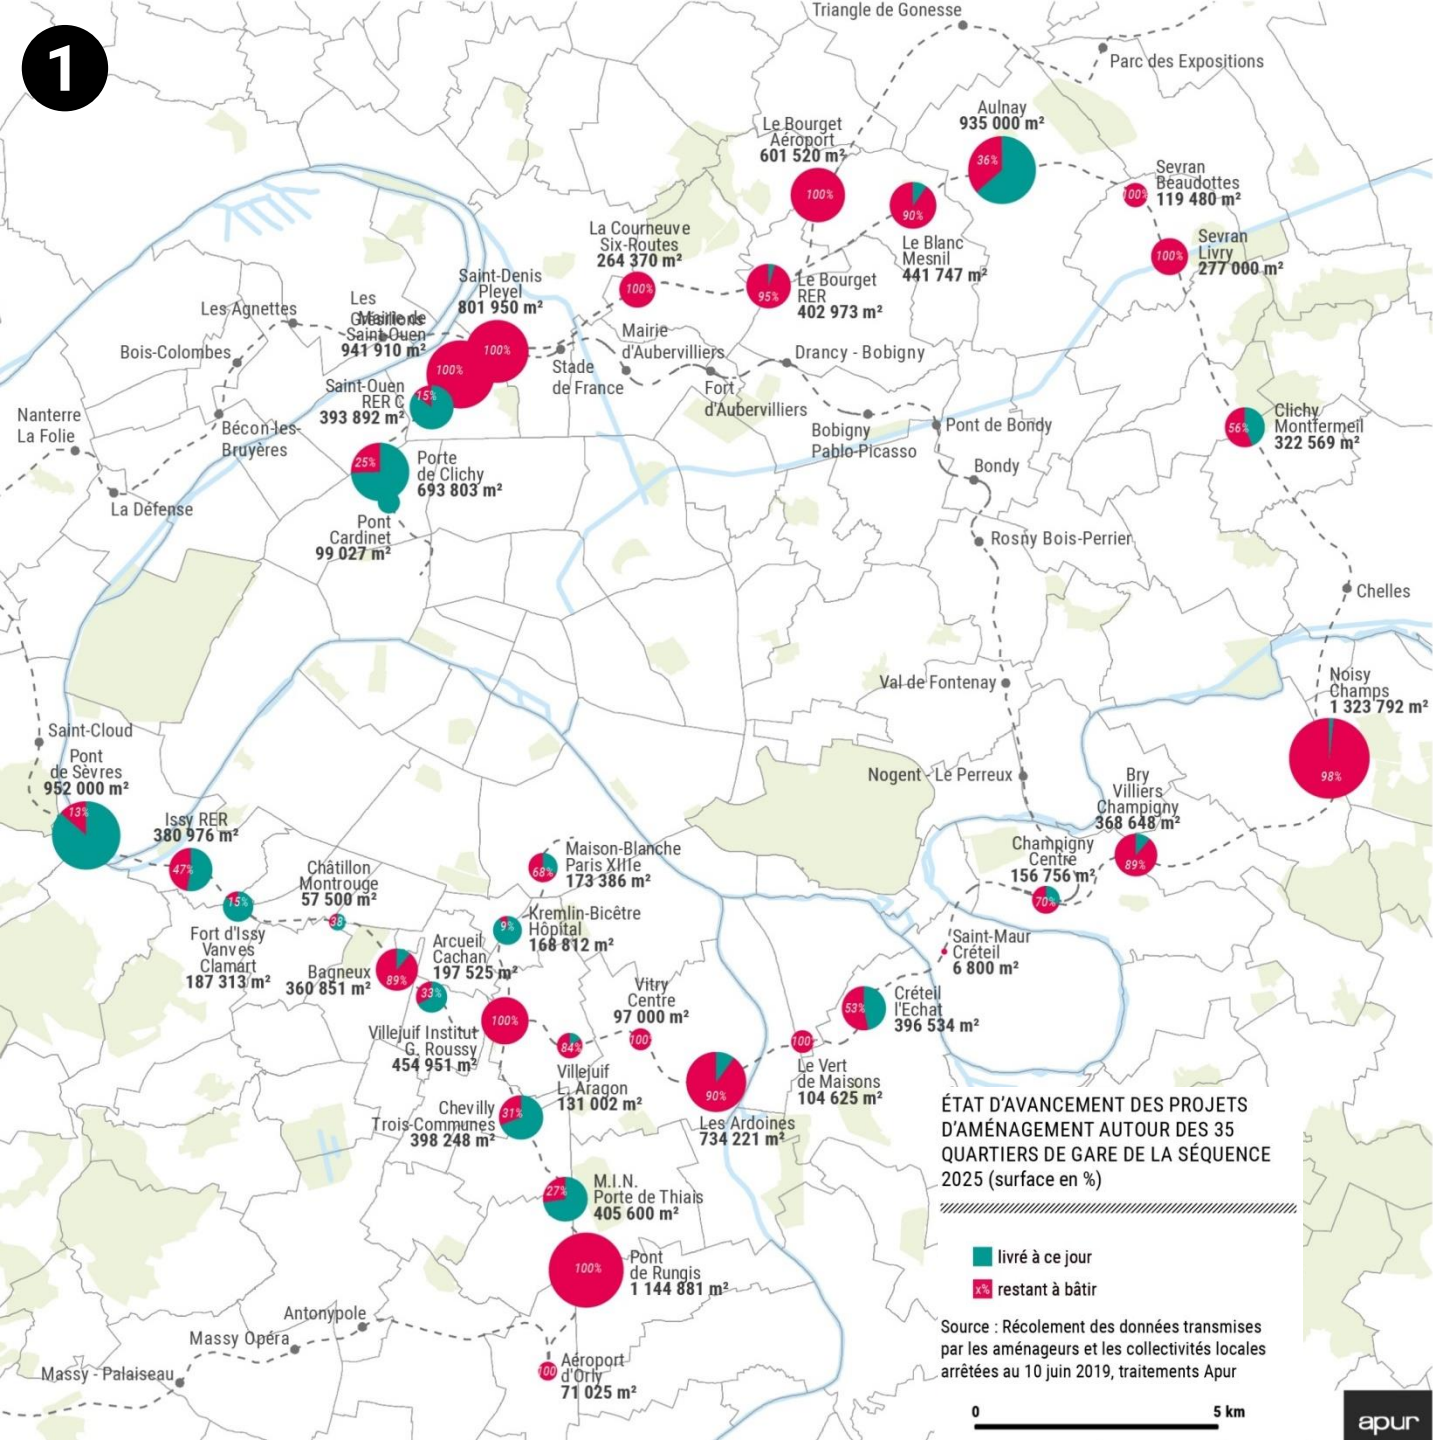 1
Triangle de Gonesse
Parc des Expositions
Aulnay
935 000 m²
36%
Le Bourget
Aéroport
601 520 m²
100%
90%
Le Blanc
Mesnil
441 747 m²
Sevran
Beaudottes
119 480 m²
100%
Sevran
Livry
277 000 m²
100%
La Courneuve
Six-Routes
264 370 m²
100%
Le Bourget
RER
402 973 m²
95%
Saint-Denis
Pleyel
801 950 m²
100%
Les Agnettes
Les
Grésillons
Mairie de
Saint-Ouen
941 910 m²
100%
Bois-Colombes
Saint-Ouen
RER C
393 892 m²
15%
Stade
de France
Mairie
d'Aubervilliers
Fort
d'Aubervilliers
Drancy - Bobigny
Bobigny
Pablo-Picasso
Pont de Bondy
Bondy
Clichy
Montfermeil
322 569 m²
56%
Nanterre
La Folie
Bécon-les-
Bruyères
La Défense
Porte
de Clichy
693 803 m²
25%
Pont
Cardinet
99 027 m²
Rosny Bois-Perrier
Chelles
Val de Fontenay
Noisy
Champs
1 323 792 m²
98%
Saint-Cloud
Pont
de Sèvres
952 000 m²
13%
Nogent - Le Perreux
Bry
Villiers
Champigny
368 648 m²
89%
Issy RER
380 976 m²
47%
Champigny
Centre
156 756 m²
70%
Châtillon
Montrouge
57 500 m²
38
Maison-Blanche
Paris XIIIe
173 386 m²
68%
15%
Fort d'Issy
Vanves
Clamart
187 313 m²
Kremlin-Bicêtre
Hôpital
168 812 m²
9%
Bagneux
360 851 m²
89%
Arcueil
Cachan
197 525 m²
33%
Saint-Maur
Créteil
6 800 m²
Créteil
l'Echat
396 534 m²
53%
Villejuif Institut
G. Roussy
454 951 m²
100%
Vitry
Centre
97 000 m²
100
84%
Villejuif
L. Aragon
131 002 m²
100
Le Vert
de Maisons
104 625 m²
90%
Les Ardoines
734 221 m²
Chevilly
Trois-Communes
398 248 m²
31%
M.I.N.
Porte de Thiais
405 600 m²
27%
Pont
de Rungis
1 144 881 m²
100%
Antonypole
Massy Opéra
Massy - Palaiseau
Aéroport
d'Orly
71 025 m²
100
ÉTAT D'AVANCEMENT DES PROJETS
D'AMÉNAGEMENT AUTOUR DES 35
QUARTIERS DE GARE DE LA SÉQUENCE
2025 (surface en %)
livré à ce jour
x% restant à bâtir
Source : Récolement des données transmises
par les aménageurs et les collectivités locales
arrêtées au 10 juin 2019, traitements Apur
0 5 km
apur